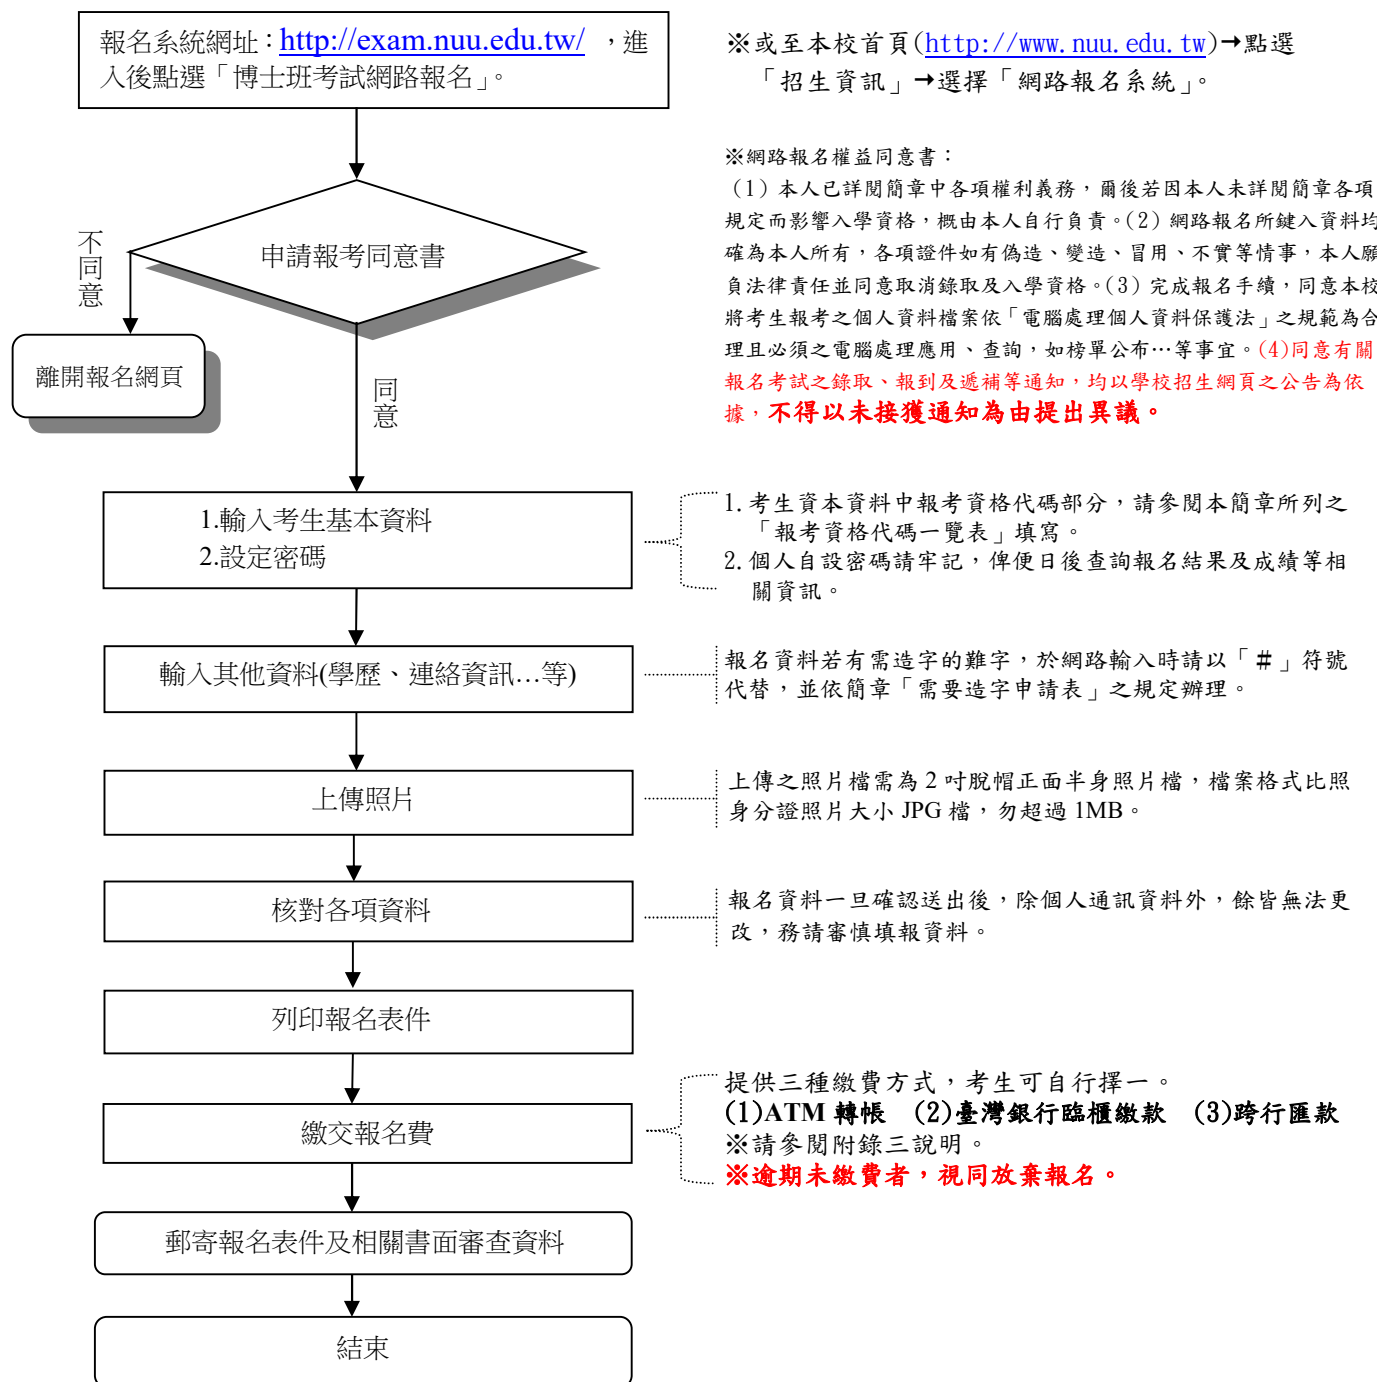 報名系統網址：http://exam.nuu.edu.tw/ ，進
入後點選「博士班考試網路報名」。
※或至本校首頁(http://www.nuu.edu.tw)→點選
「招生資訊」→選擇「網路報名系統」。
※網路報名權益同意書：
(1)本人已詳閱簡章中各項權利義務，爾後若因本人未詳閱簡章各項
規定而影響入學資格，概由本人自行負責。(2)網路報名所鍵入資料均
確為本人所有，各項證件如有偽造、變造、冒用、不實等情事，本人願
負法律責任並同意取消錄取及入學資格。(3)完成報名手續，同意本校
將考生報考之個人資料檔案依「電腦處理個人資料保護法」之規範為合
理且必須之電腦處理應用、查詢，如榜單公布…等事宜。(4)同意有關
報名考試之錄取、報到及遞補等通知，均以學校招生網頁之公告為依
據，不得以未接獲通知為由提出異議。
申請報考同意書
不同意
離開報名網頁
同意
1.輸入考生基本資料
2.設定密碼
1.考生資本資料中報考資格代碼部分，請參閱本簡章所列之
「報考資格代碼一覽表」填寫。
2.個人自設密碼請牢記，俾便日後查詢報名結果及成績等相
關資訊。
輸入其他資料(學歷、連絡資訊…等)
報名資料若有需造字的難字，於網路輸入時請以「＃」符號
代替，並依簡章「需要造字申請表」之規定辦理。
上傳照片
上傳之照片檔需為 2 吋脫帽正面半身照片檔，檔案格式比照
身分證照片大小 JPG 檔，勿超過 1MB。
核對各項資料
報名資料一旦確認送出後，除個人通訊資料外，餘皆無法更
改，務請審慎填報資料。
列印報名表件
繳交報名費
提供三種繳費方式，考生可自行擇一。
(1)ATM 轉帳 (2)臺灣銀行臨櫃繳款 (3)跨行匯款
※請參閱附錄三說明。
※逾期未繳費者，視同放棄報名。
郵寄報名表件及相關書面審查資料
結束